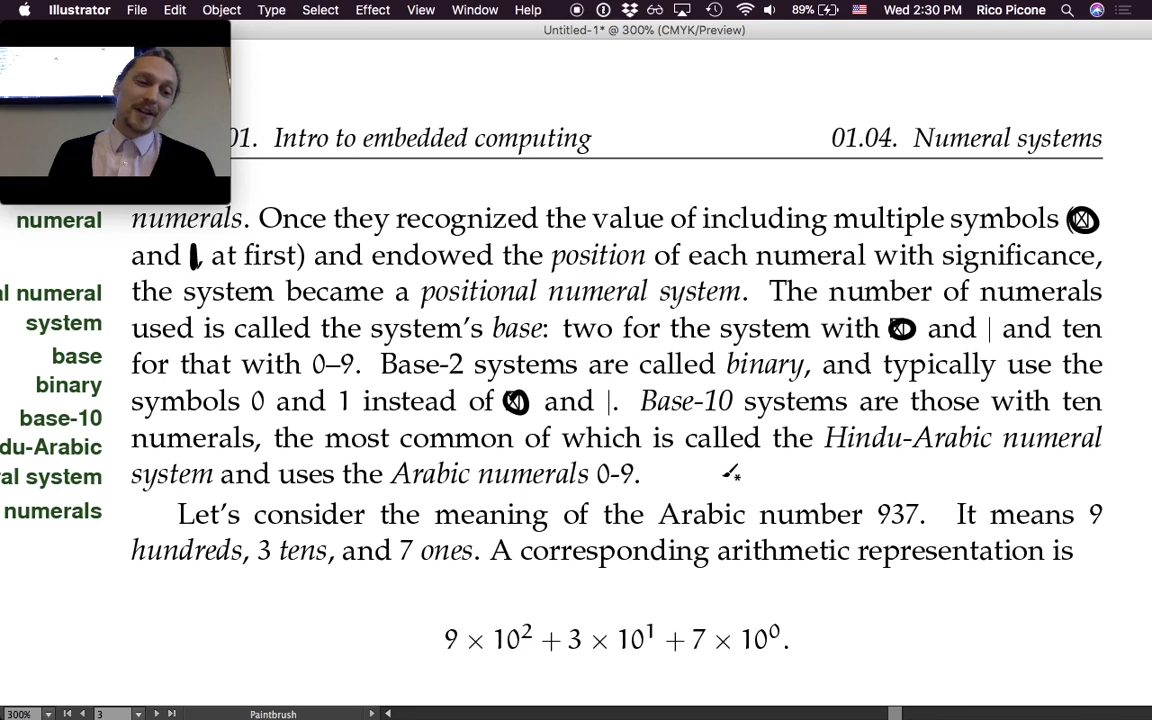 Illustrator File Edit Object Type Select Effect View Window Help 89% Wed 2:30 PM Rico Picone
Untitled-1* @ 300% (CMYK/Preview)
01. Intro to embedded computing 01.04. Numeral systems
numeral
numerals. Once they recognized the value of including multiple symbols (
and |, at first) and endowed the position of each numeral with significance,
al numeral
the system became a positional numeral system. The number of numerals
system
used is called the system's base: two for the system with and | and ten
base
for that with 0–9. Base-2 systems are called binary, and typically use the
binary
symbols 0 and 1 instead of and |. Base-10 systems are those with ten
base-10
numerals, the most common of which is called the Hindu-Arabic numeral
du-Arabic
system and uses the Arabic numerals 0-9.
al system
Let's consider the meaning of the Arabic number 937. It means 9
numerals
hundreds, 3 tens, and 7 ones. A corresponding arithmetic representation is
9 × 10² + 3 × 10¹ + 7 × 10⁰.
300% 3 Paintbrush